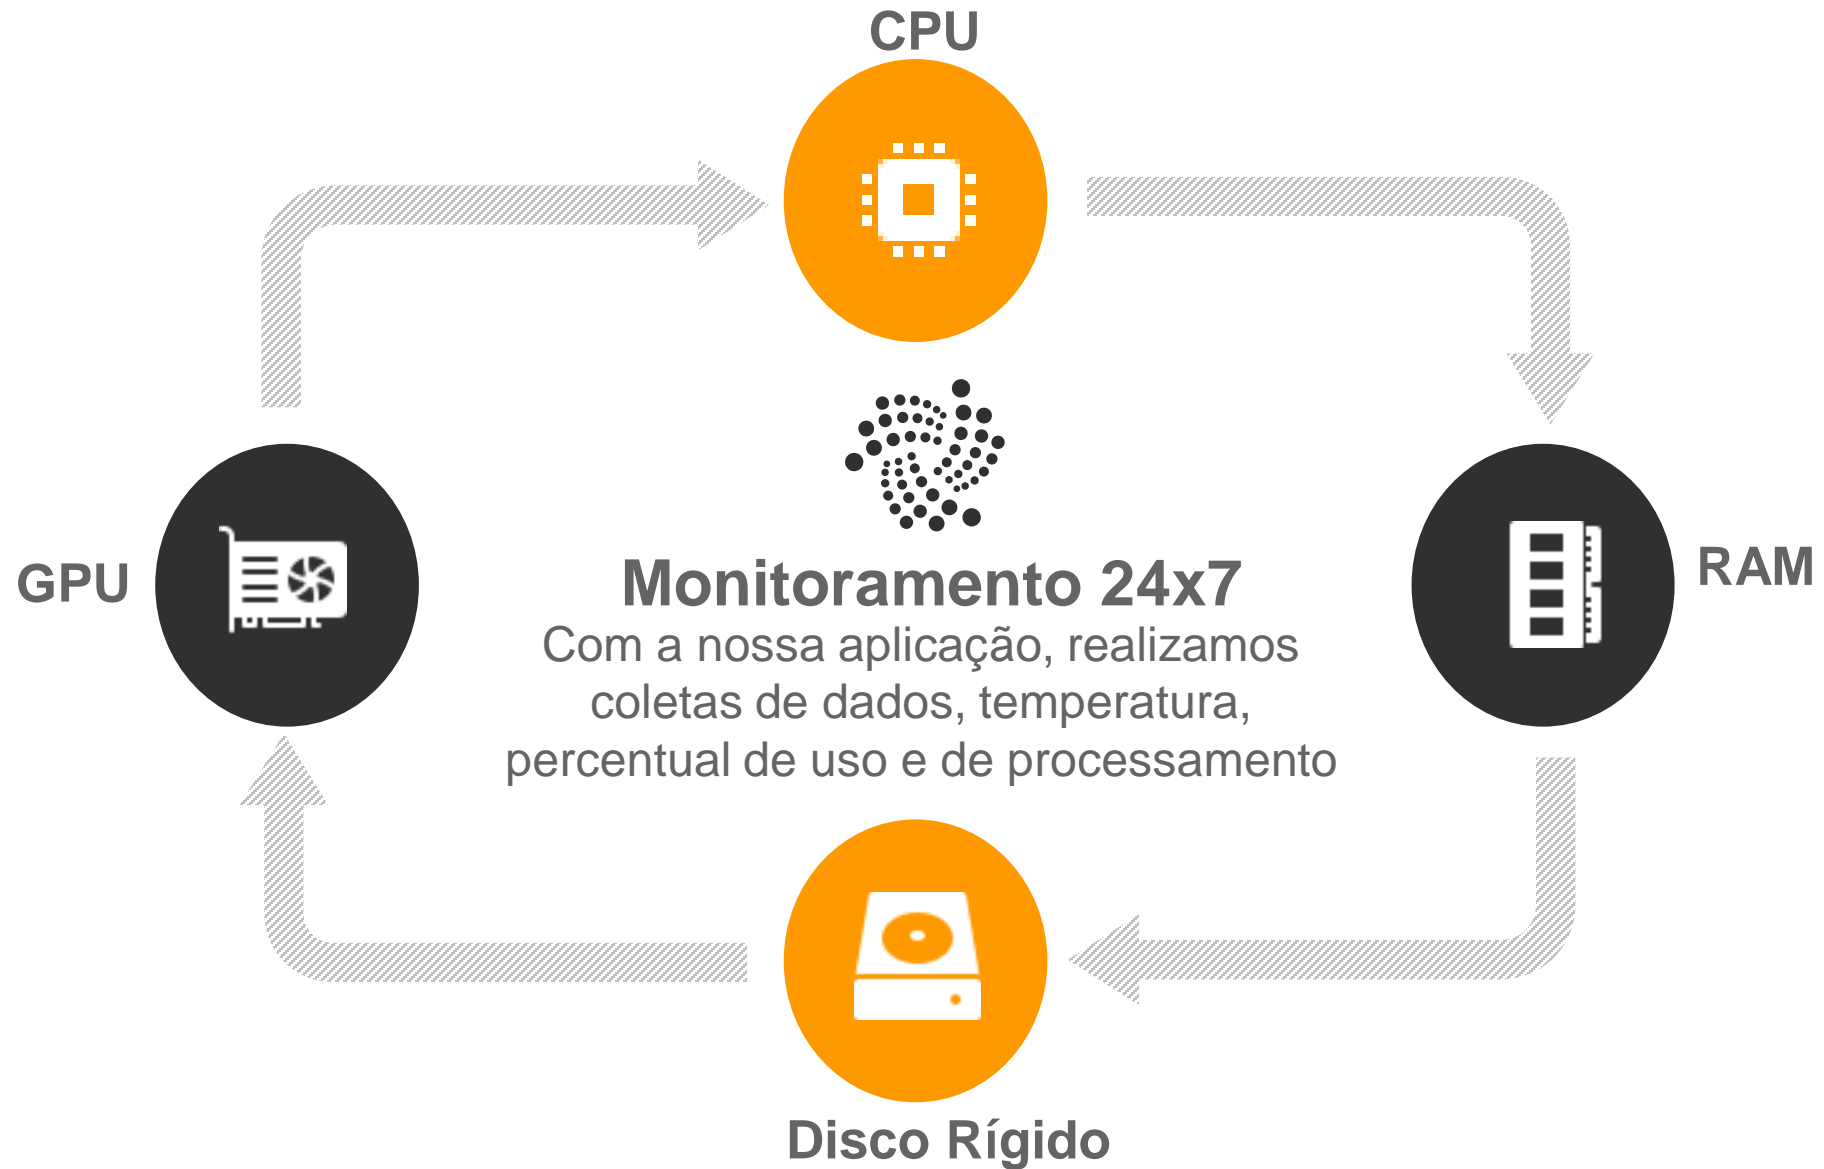 CPU
GPU
RAM
Monitoramento 24x7
Com a nossa aplicação, realizamos
coletas de dados, temperatura,
percentual de uso e de processamento
Disco Rígido